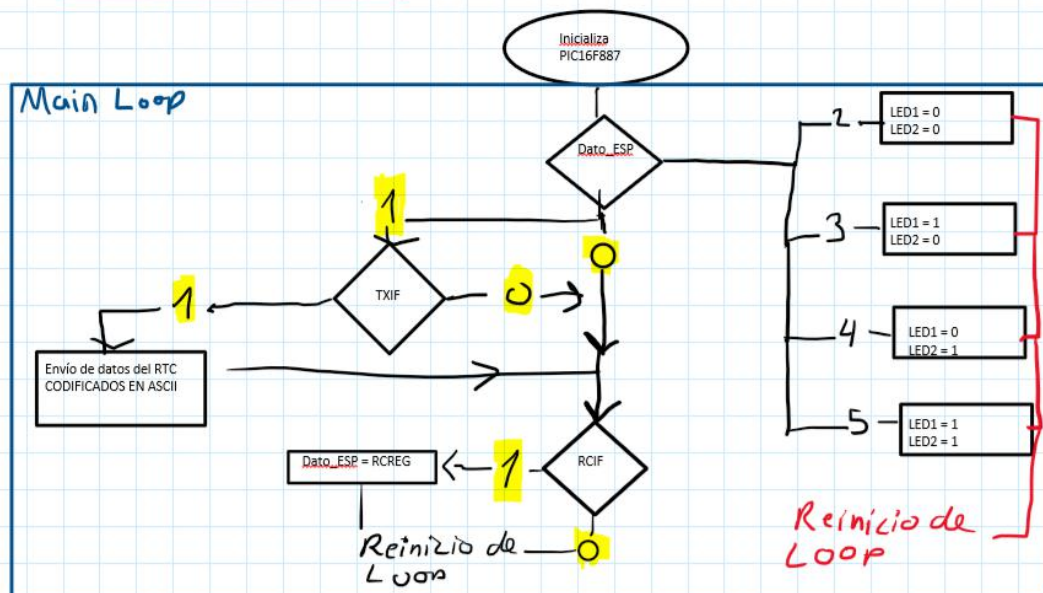 Inicializa
PIC16F887
Main Loop
Dato_ESP
2
LED1 = 0
LED2 = 0
1
0
3
LED1 = 1
LED2 = 0
TXIF
0
1
4
LED1 = 0
LED2 = 1
Envío de datos del RTC
CODIFICADOS EN ASCII
5
LED1 = 1
LED2 = 1
RCIF
1
Dato_ESP = RCREG
0
Reinizio de
Loop
Reinicio de
LOOP